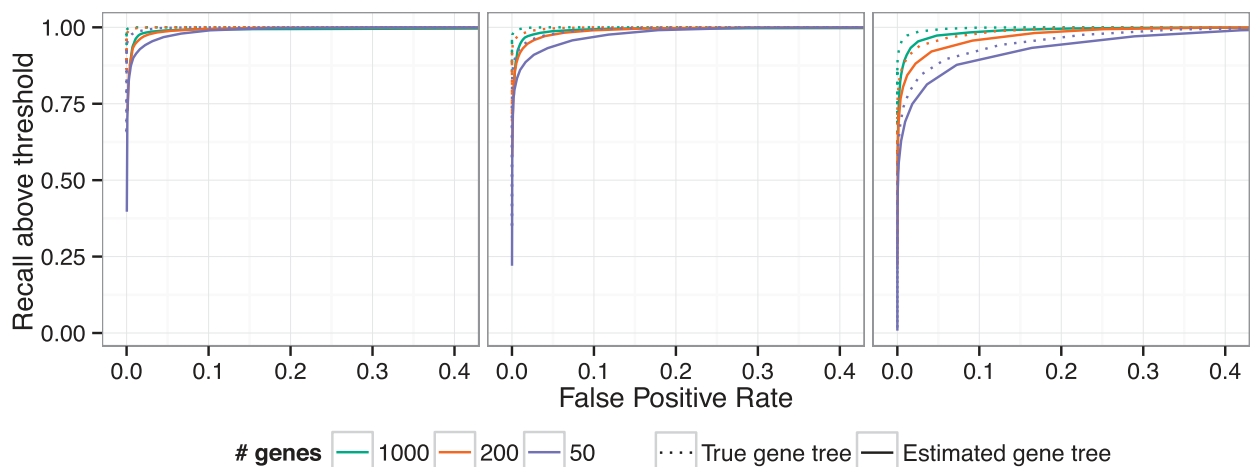 Recall above threshold
1.00
0.75
0.50
0.25
0.00
0.0 0.1 0.2 0.3 0.4
0.0 0.1 0.2 0.3 0.4
0.0 0.1 0.2 0.3 0.4
False Positive Rate
# genes 1000 200 50 True gene tree Estimated gene tree